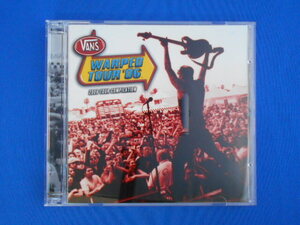 VANS
WARPED
TOUR '06
2006 TOUR COMPILATION